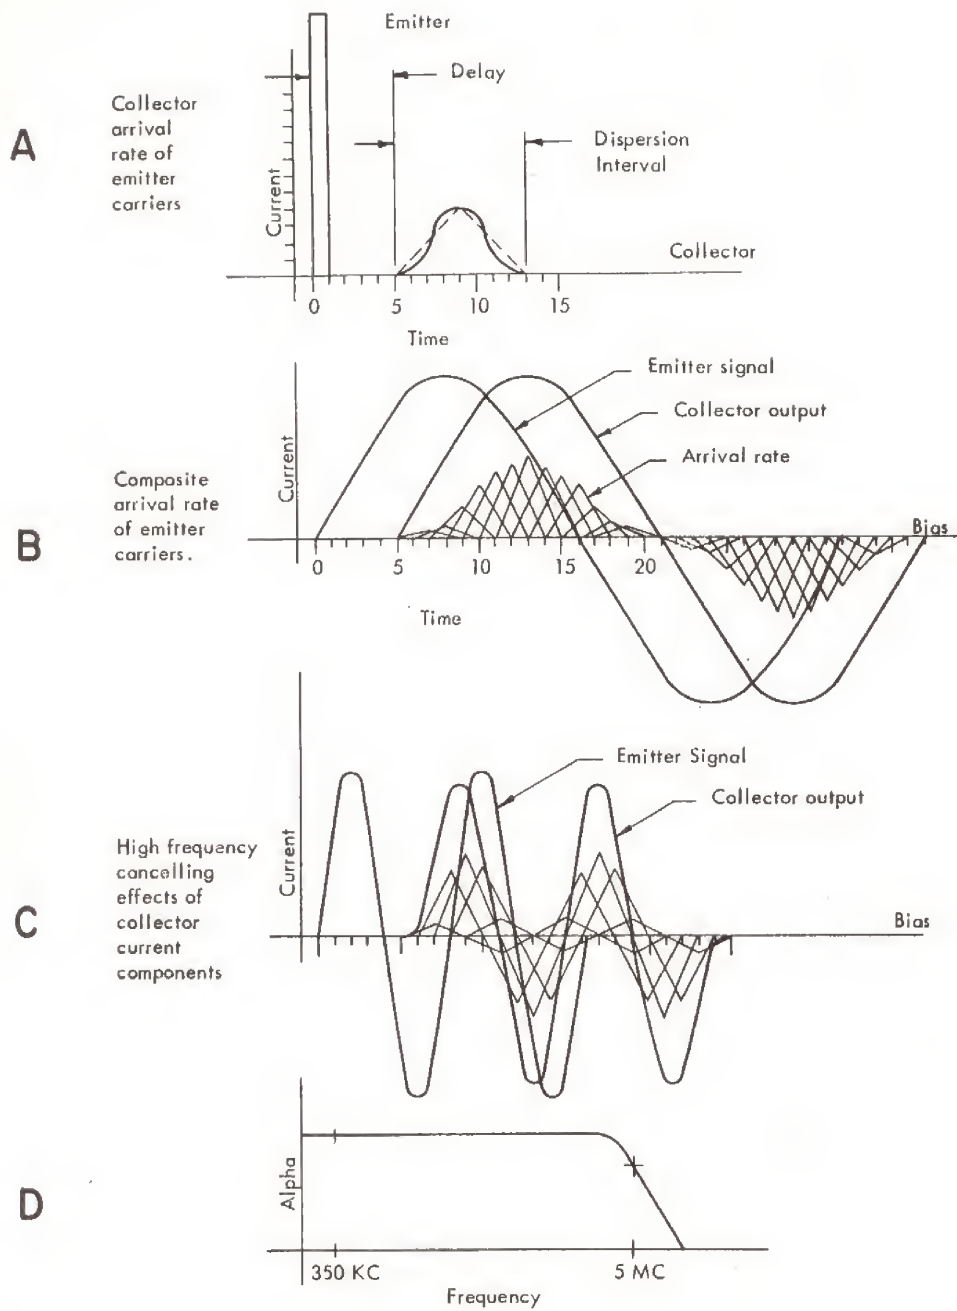 A
Collector
arrival
rate of
emitter
carriers
Current
Emitter
Delay
Dispersion
Interval
Collector
0 5 10 15
Time
B
Composite
arrival rate
of emitter
carriers.
Current
Emitter signal
Collector output
Arrival rate
Bias
0 5 10 15 20
Time
C
High frequency
cancelling
effects of
collector
current
components
Current
Emitter Signal
Collector output
Bias
D
Alpha
350 KC 5 MC
Frequency